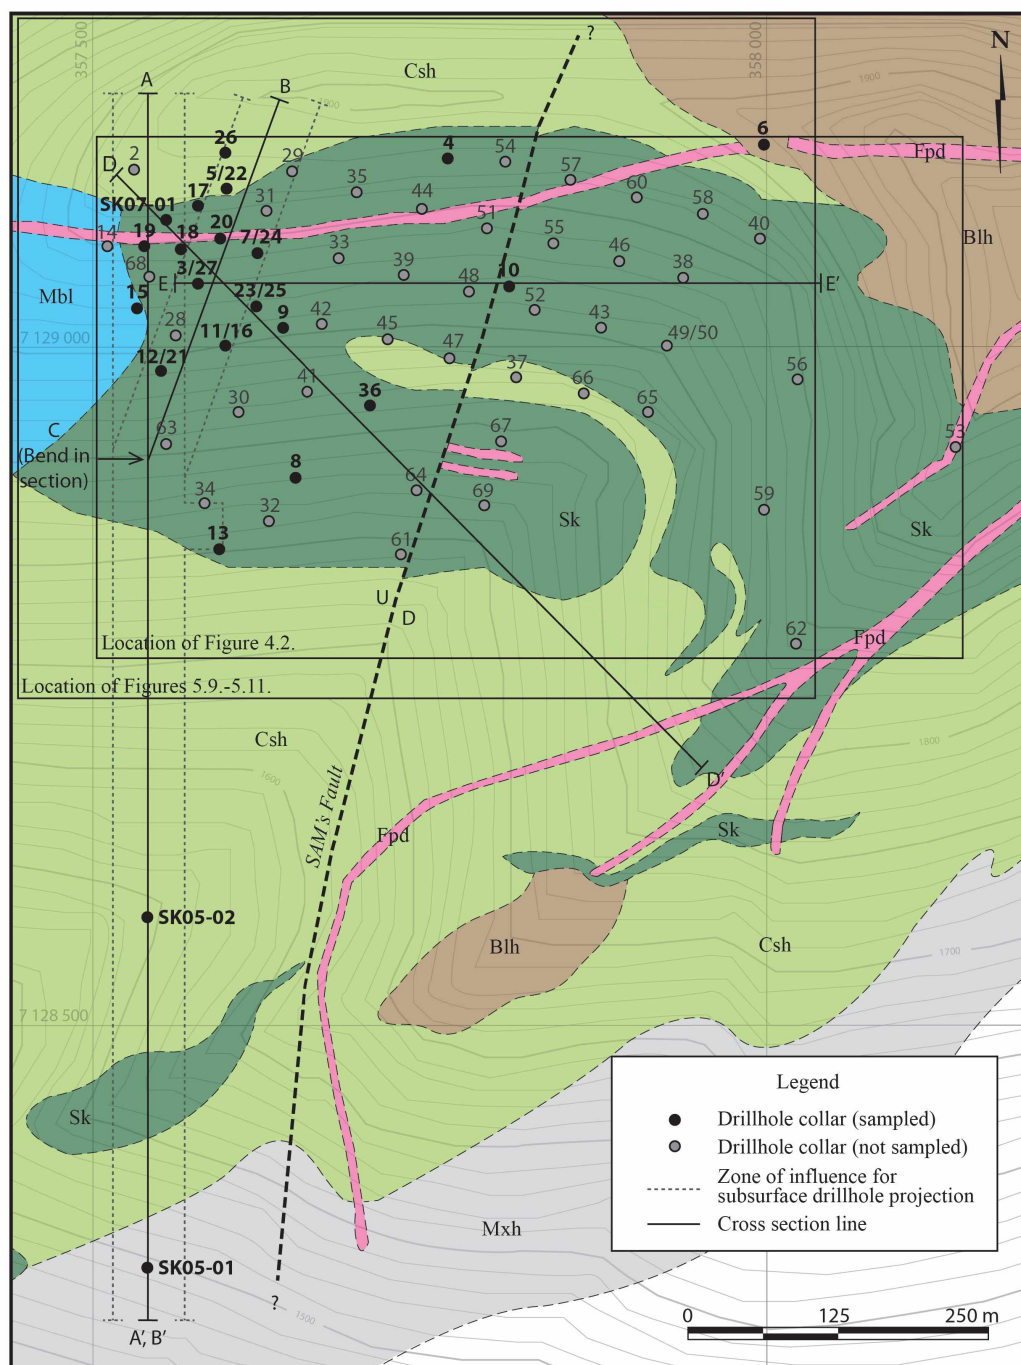 357 500
358 000
N
?
Csh
A
B
1900
1900
6
Fpd
26
4
54
2
D
5/22
29
57
17
35
60
SK07-01
31
44
58
Blh
14
19
18
20
7/24
51
55
40
68
33
39
46
38
3/27
E
E'
48
10
Mbl
15
23/25
9
42
52
43
7 129 000
28
11/16
45
47
49/50
12/21
37
56
41
66
30
36
65
C
(Bend in
section)
63
67
53
8
64
34
32
69
59
Sk
Sk
13
61
U
D
62
Fpd
Location of Figure 4.2.
Location of Figures 5.9.-5.11.
Csh
1800
1600
D'
SAM's Fault
Fpd
Sk
SK05-02
Blh
Csh
1700
7 128 500
Sk
Legend
Drillhole collar (sampled)
Drillhole collar (not sampled)
Zone of influence for
subsurface drillhole projection
Cross section line
Mxh
SK05-01
?
1500
A', B'
0 125 250 m